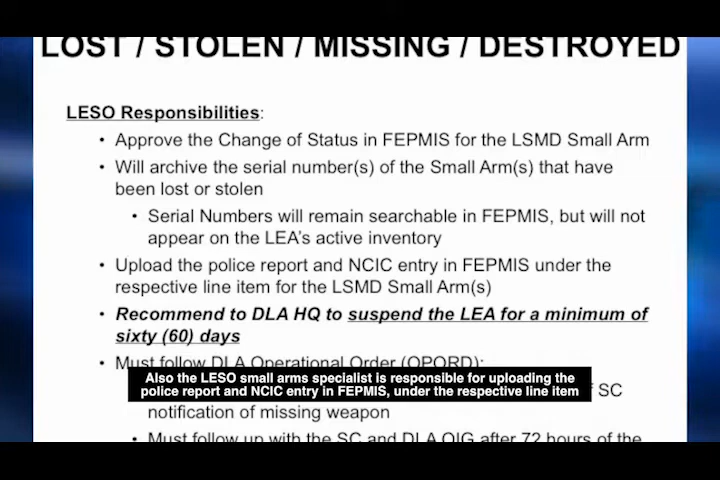 LOST / STOLEN / MISSING / DESTROYED
LESO Responsibilities:
• Approve the Change of Status in FEPMIS for the LSMD Small Arm
• Will archive the serial number(s) of the Small Arm(s) that have
been lost or stolen
• Serial Numbers will remain searchable in FEPMIS, but will not
appear on the LEA's active inventory
• Upload the police report and NCIC entry in FEPMIS under the
respective line item for the LSMD Small Arm(s)
• Recommend to DLA HQ to suspend the LEA for a minimum of
sixty (60) days
• Must follow DLA Operational Order (OPORD):
SC
notification of missing weapon
• Must follow up with the SC and DLA OIG after 72 hours of the
Also the LESO small arms specialist is responsible for uploading the
police report and NCIC entry in FEPMIS, under the respective line item